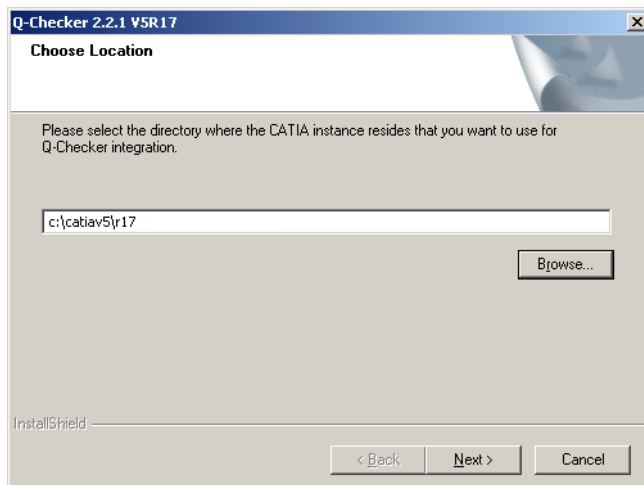 Q-Checker 2.2.1 V5R17
Choose Location
Please select the directory where the CATIA instance resides that you want to use for
Q-Checker integration.
c:\catiav5\r17
Browse...
InstallShield
< Back
Next >
Cancel